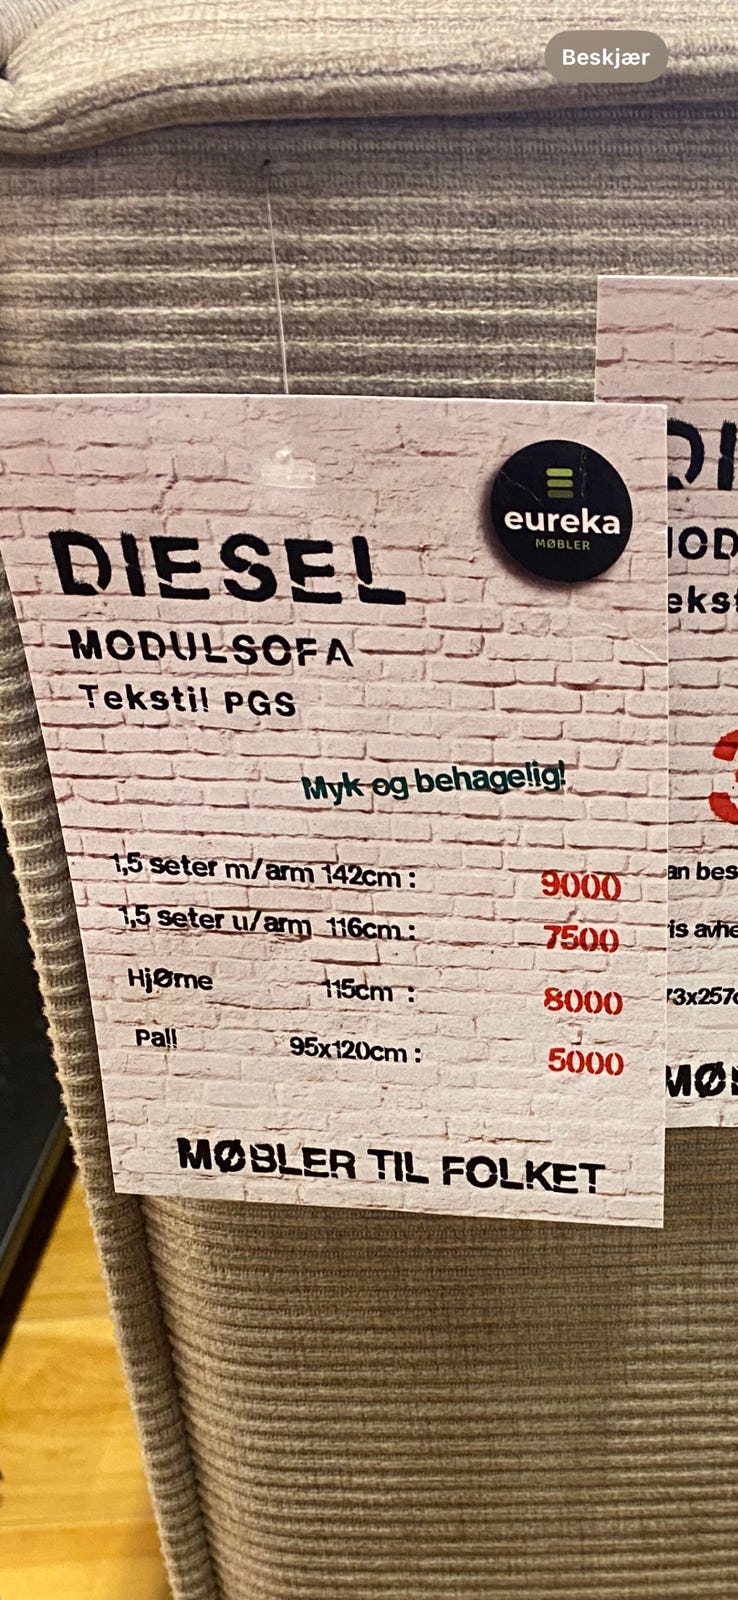 Beskjær
eureka
MØBLER
DIESEL
MODULSOFA
Tekstil PGS
Myk og behagelig!
1,5 seter m/arm 142cm : 9000
1,5 seter u/arm 116cm : 7500
HjØrne 115cm : 8000
Pall 95x120cm : 5000
MØBLER TIL FOLKET